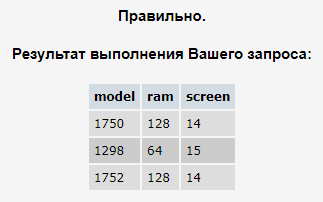 Правильно.
Результат выполнения Вашего запроса:
model ram screen
1750 128 14
1298 64 15
1752 128 14